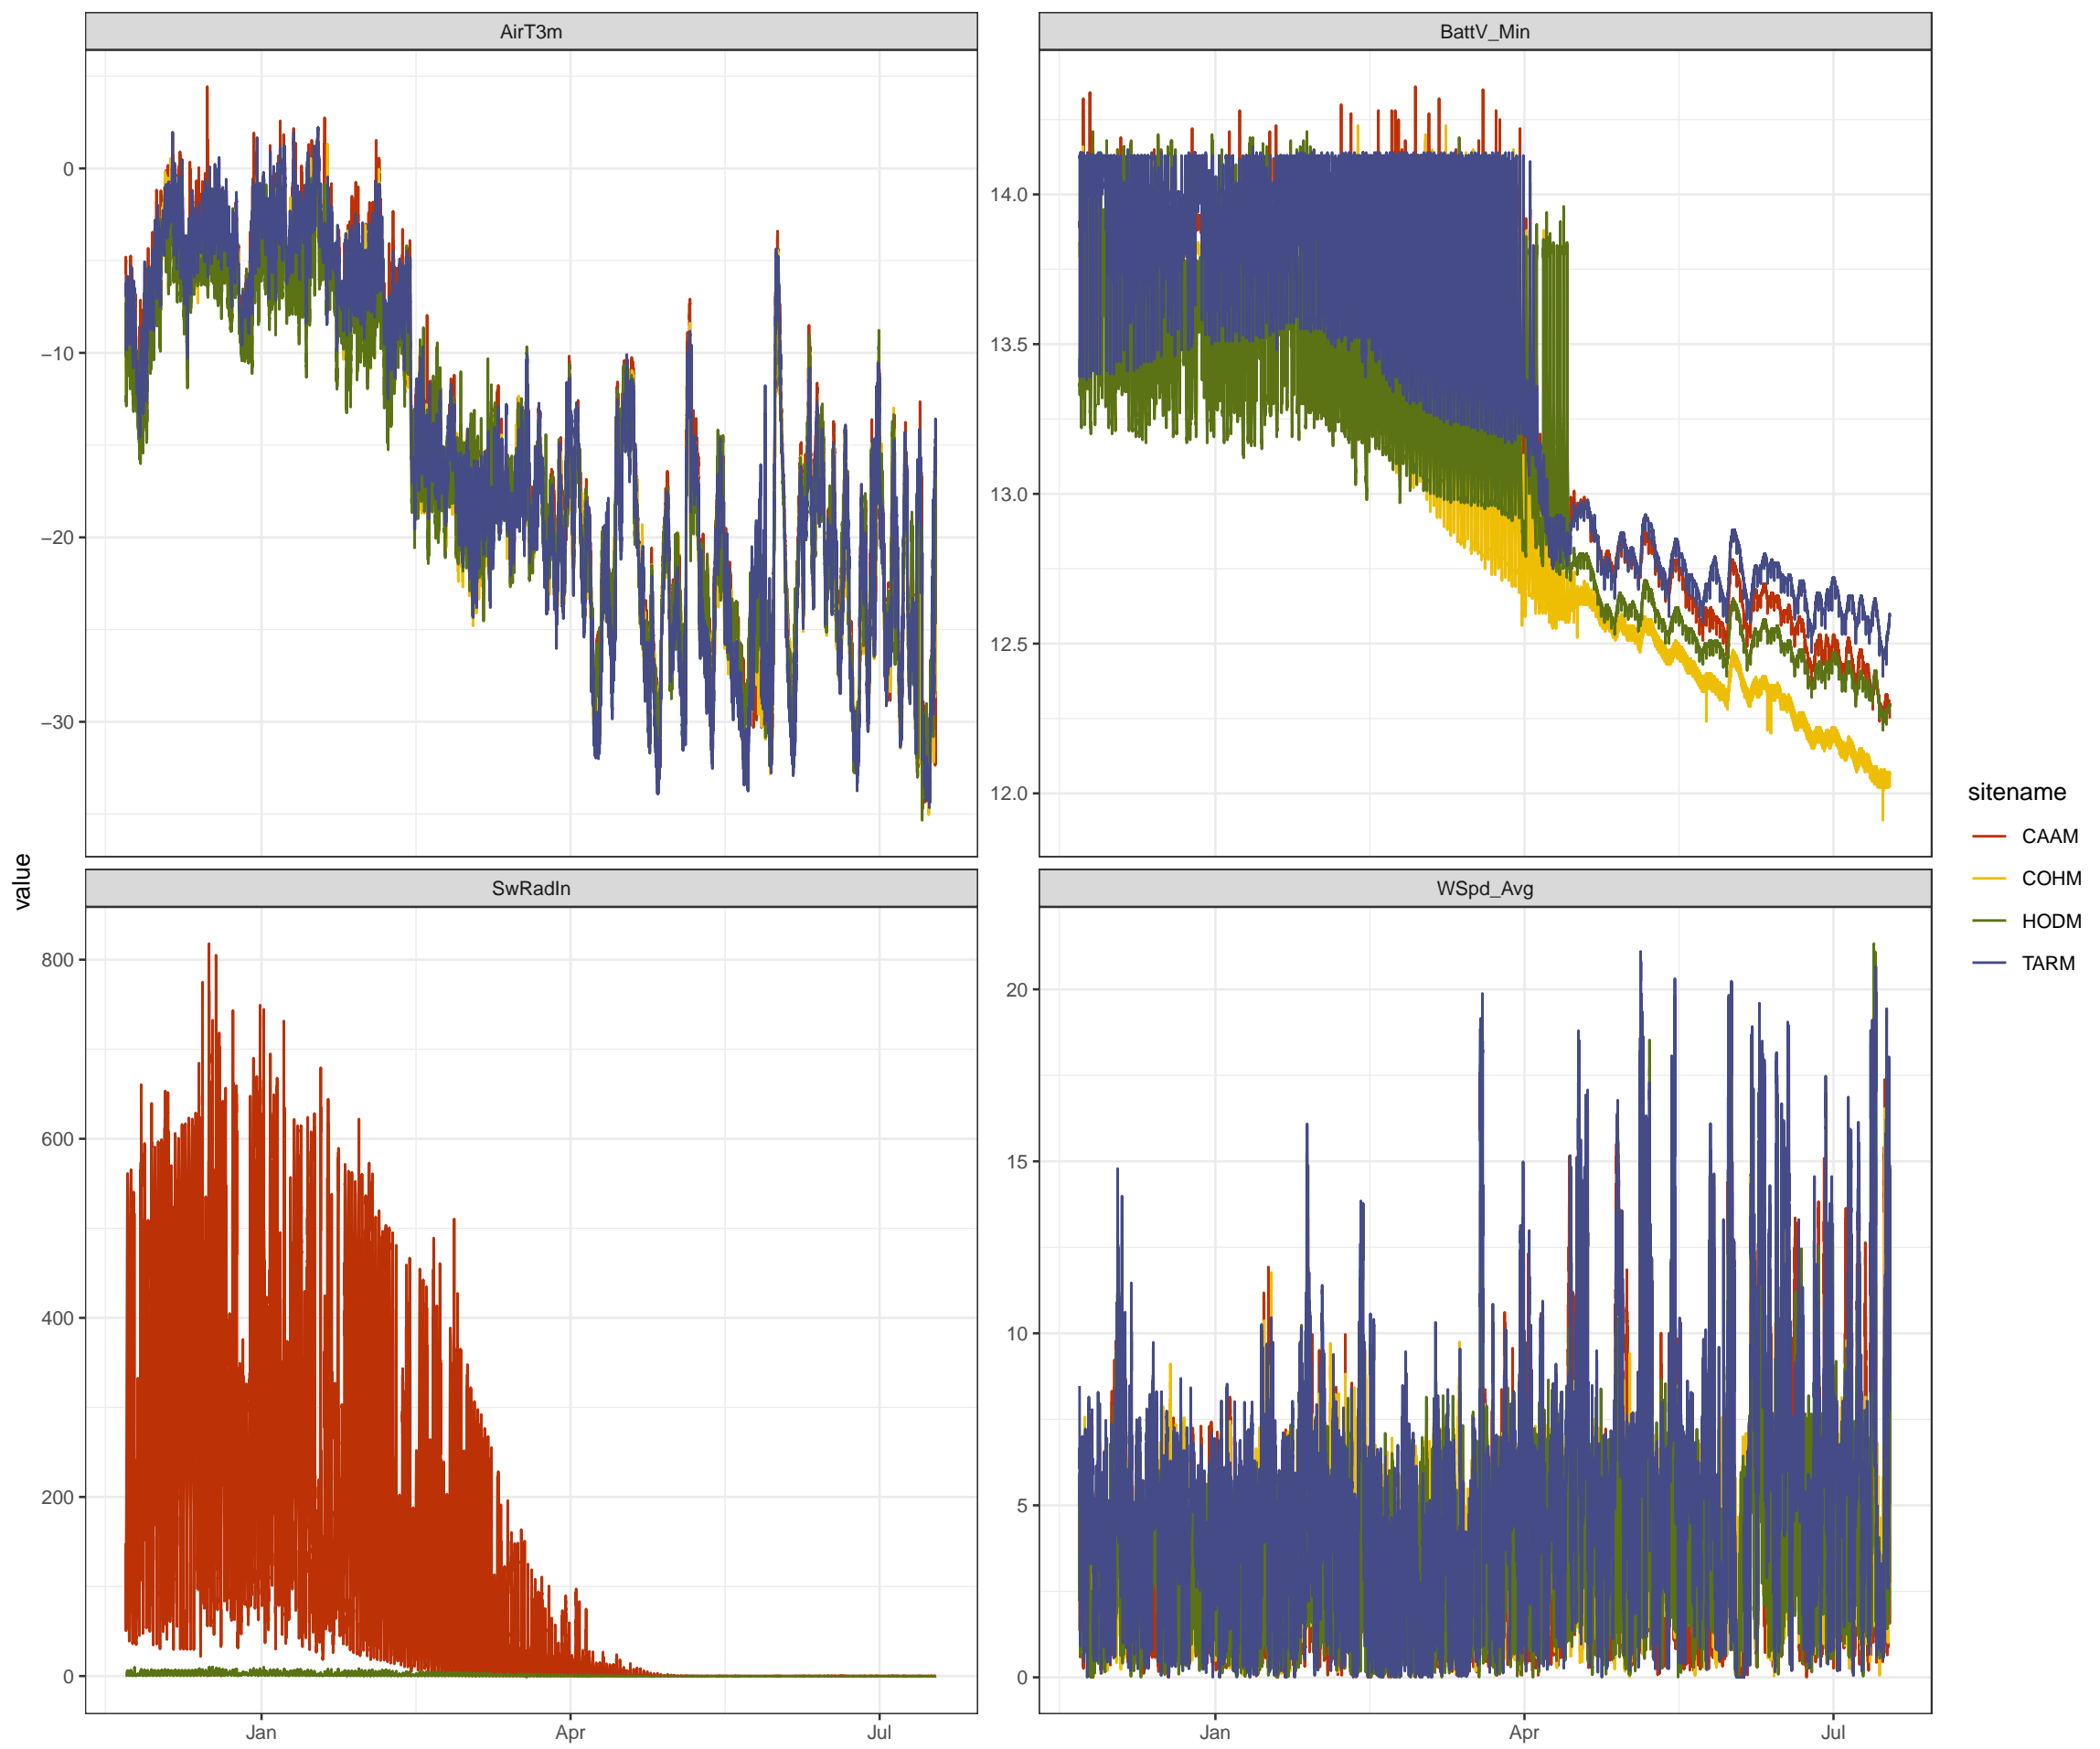 AirT3m
BattV_Min
0
−10
−20
−30
14.0
13.5
13.0
12.5
12.0
value
SwRadIn
WSpd_Avg
800
600
400
200
0
20
15
10
5
0
Jan
Apr
Jul
Jan
Apr
Jul
sitename
CAAM
COHM
HODM
TARM